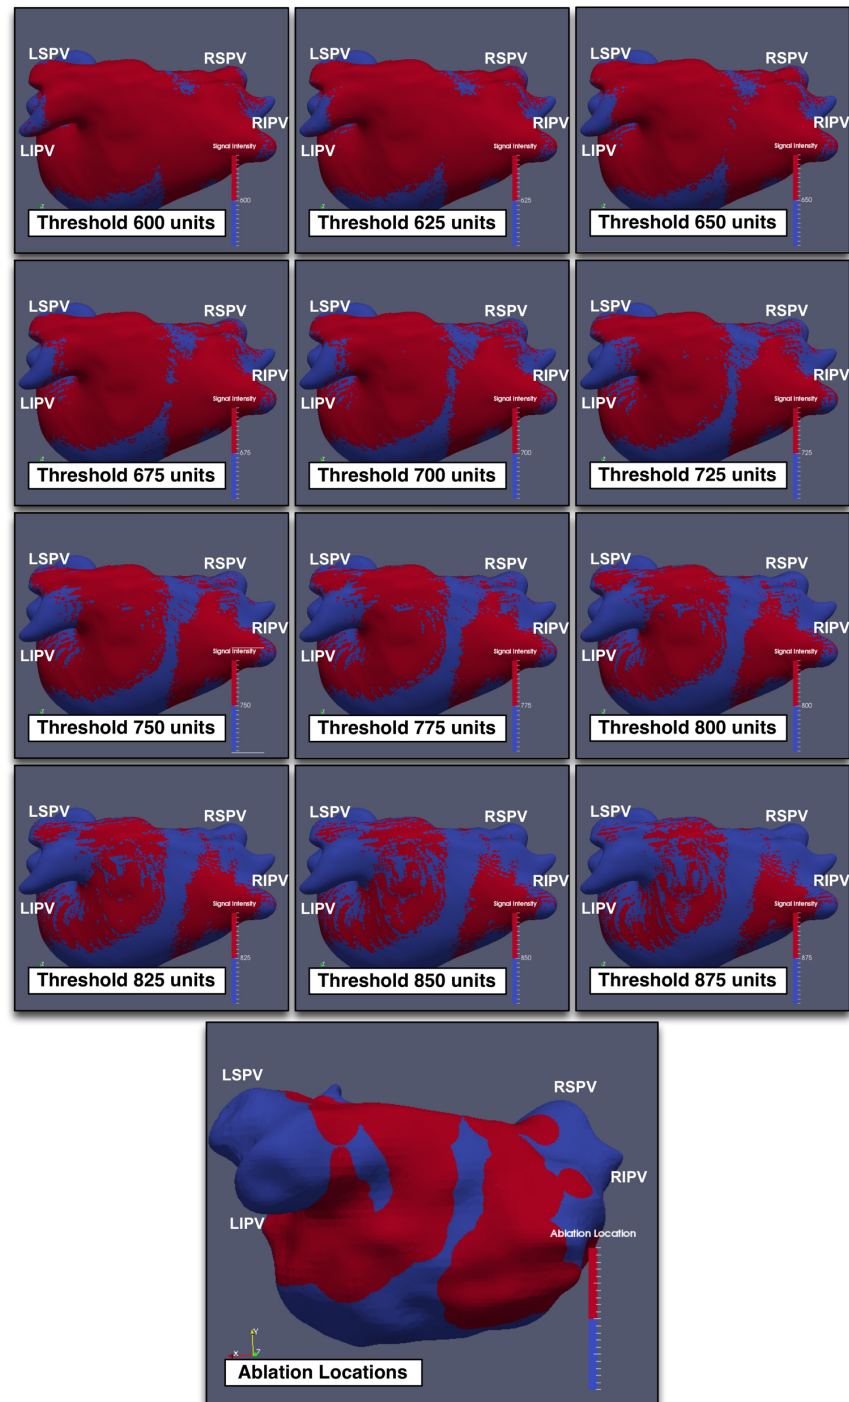 LSPV RSPV LSPV RSPV LSPV RSPV
RIPV RIPV RIPV
LIPV LIPV LIPV
Signal Intensity Signal Intensity Signal Intensity
600 625 650
Threshold 600 units Threshold 625 units Threshold 650 units
LSPV RSPV LSPV RSPV LSPV RSPV
RIPV RIPV RIPV
LIPV LIPV LIPV
Signal Intensity Signal Intensity Signal Intensity
675 700 725
Threshold 675 units Threshold 700 units Threshold 725 units
LSPV RSPV LSPV RSPV LSPV RSPV
RIPV RIPV RIPV
LIPV LIPV LIPV
Signal Intensity Signal Intensity Signal Intensity
750 775 800
Threshold 750 units Threshold 775 units Threshold 800 units
LSPV RSPV LSPV RSPV LSPV RSPV
RIPV RIPV RIPV
LIPV LIPV LIPV
Signal Intensity Signal Intensity Signal Intensity
825 850 875
Threshold 825 units Threshold 850 units Threshold 875 units
LSPV RSPV
RIPV
LIPV
Ablation Location
Y
X Z
Ablation Locations